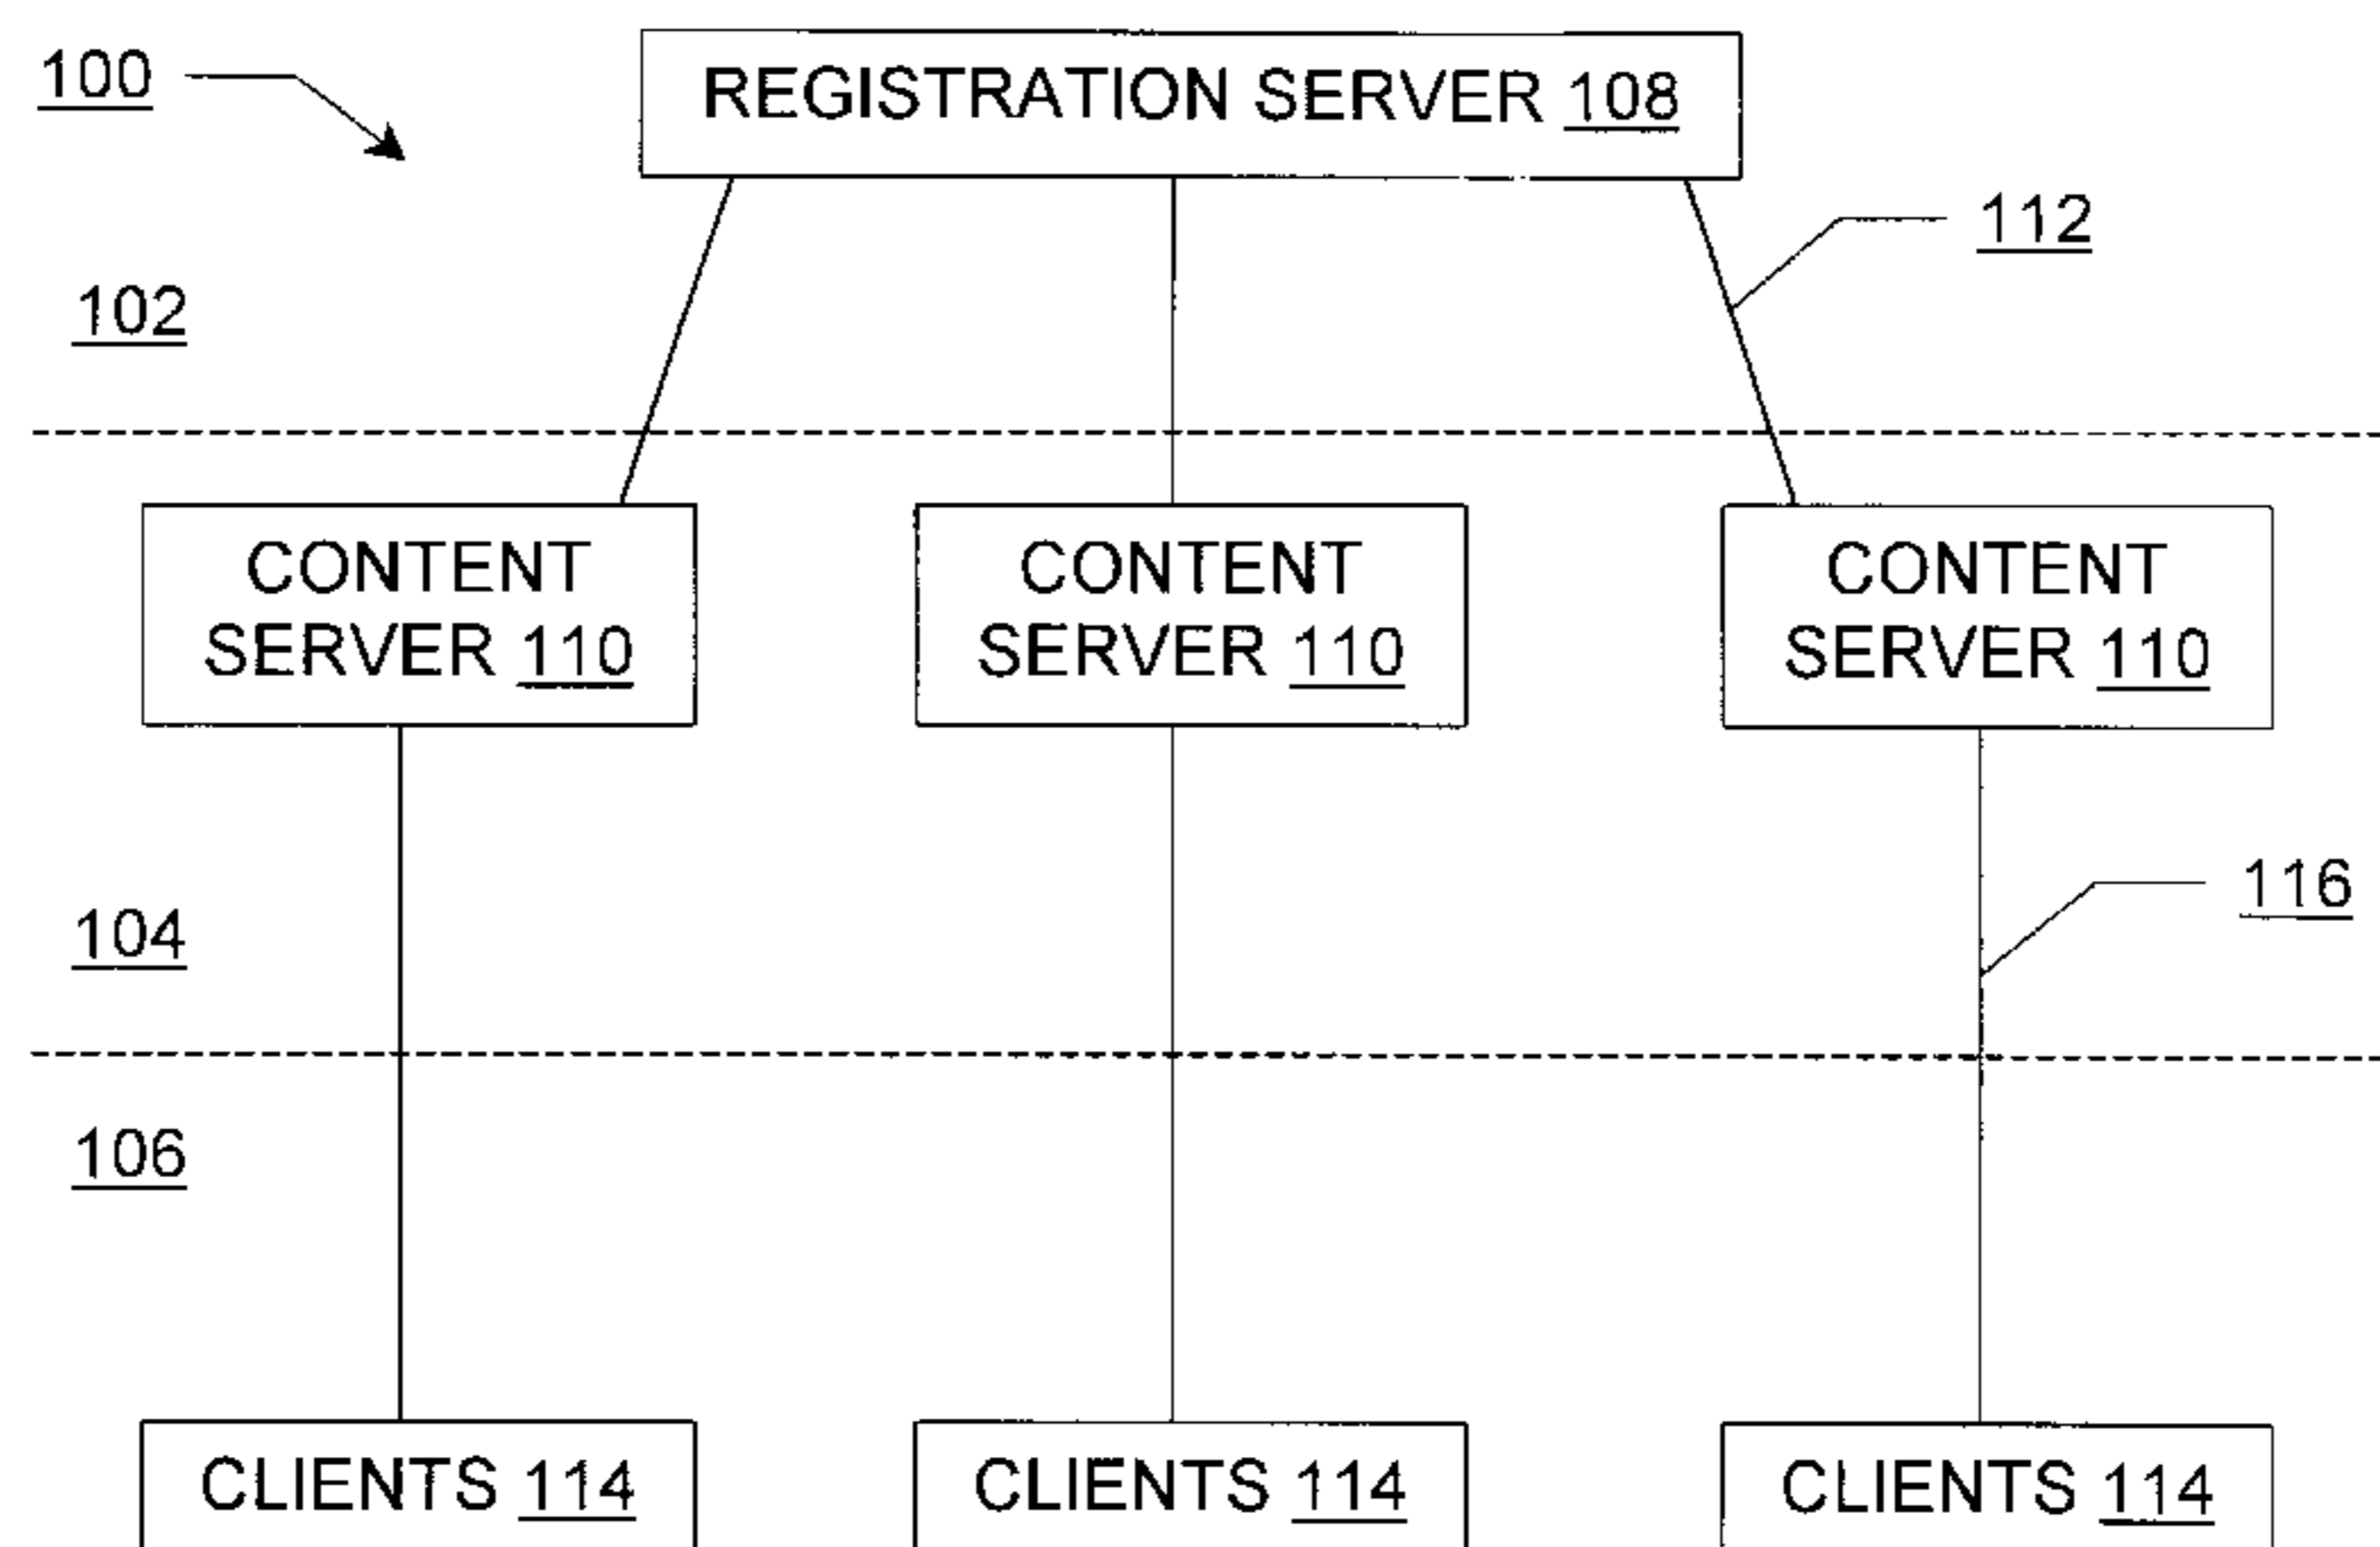 100
REGISTRATION SERVER 108
112
102
CONTENT
SERVER 110
CONTENT
SERVER 110
CONTENT
SERVER 110
116
104
106
CLIENTS 114
CLIENTS 114
CLIENTS 114